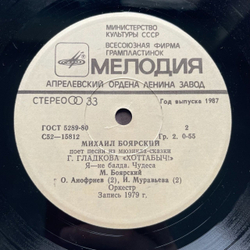 МИНИСТЕРСТВО
КУЛЬТУРЫ СССР
ВСЕСОЮЗНАЯ ФИРМА
ГРАМПЛАСТИНОК
МЕЛОДИЯ
АПРЕЛЕВСКИЙ ОРДЕНА ЛЕНИНА ЗАВОД
СТЕРЕО 33
Год выпуска 1987
ГОСТ 5289-80 2
С52—15812 Гр. 2. 0-55
МИХАИЛ БОЯРСКИЙ
поет песни из мюзикла-сказки
Г. ГЛАДКОВА «ХОТТАБЫЧ!»
Я—не балда. Чудеса
М. Боярский
О. Анофриев (2), И. Муравьева (2)
Оркестр
Запись 1979 г.